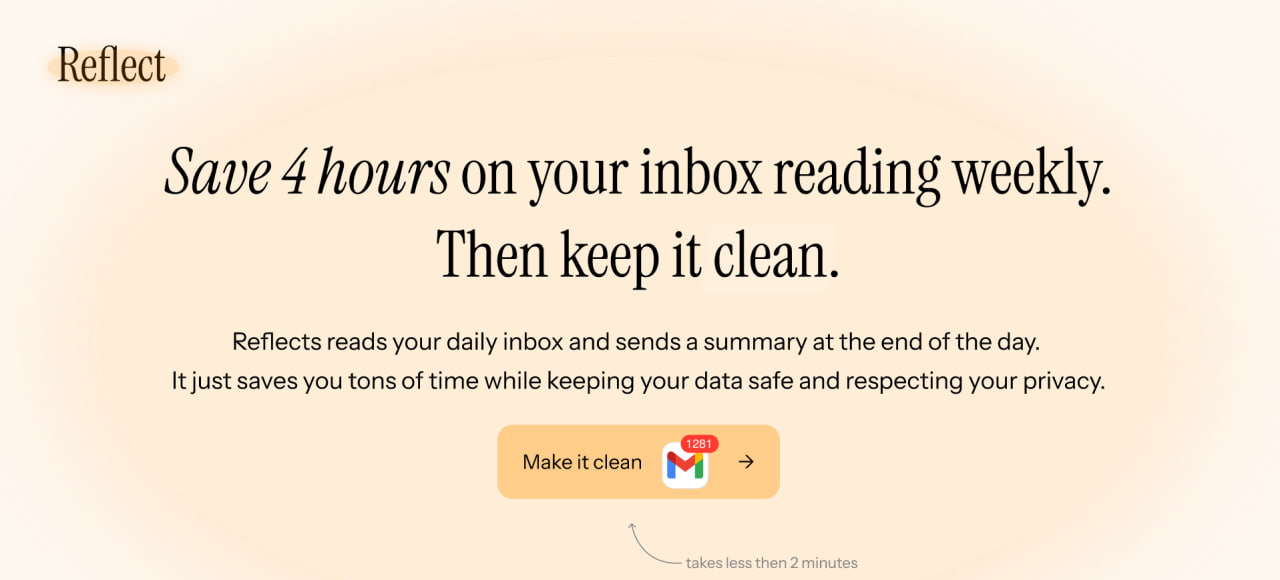 Reflect
Save 4 hours on your inbox reading weekly.
Then keep it clean.
Reflects reads your daily inbox and sends a summary at the end of the day.
It just saves you tons of time while keeping your data safe and respecting your privacy.
1281
Make it clean →
takes less then 2 minutes